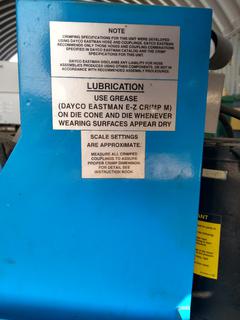 NOTE
CRIMPING SPECIFICATIONS FOR THIS UNIT WERE DEVELOPED
USING DAYCO EASTMAN HOSE AND COUPLINGS. DAYCO EASTMAN
RECOMMENDS ONLY THOSE HOSES AND COUPLING COMBINATIONS
SPECIFIED IN DAYCO EASTMAN CATALOG AND ARE THE CRIMP
SPECIFICATIONS FOR THIS UNIT.
DAYCO EASTMAN DISCLAIMS ANY LIABILITY FOR HOSE
ASSEMBLIES PRODUCED USING OTHER COMPONENTS, OR NOT IN
ACCORDANCE WITH RECOMMENDED ASSEMBLY PROCEDURES.
LUBRICATION
USE GREASE
(DAYCO EASTMAN E-Z CRIMP M)
ON DIE CONE AND DIE WHENEVER
WEARING SURFACES APPEAR DRY
SCALE SETTINGS
ARE APPROXIMATE.
MEASURE ALL CRIMPED
COUPLINGS TO ASSURE
PROPER CRIMP DIMENSION.
FOR DETAIL SEE
INSTRUCTION BOOK